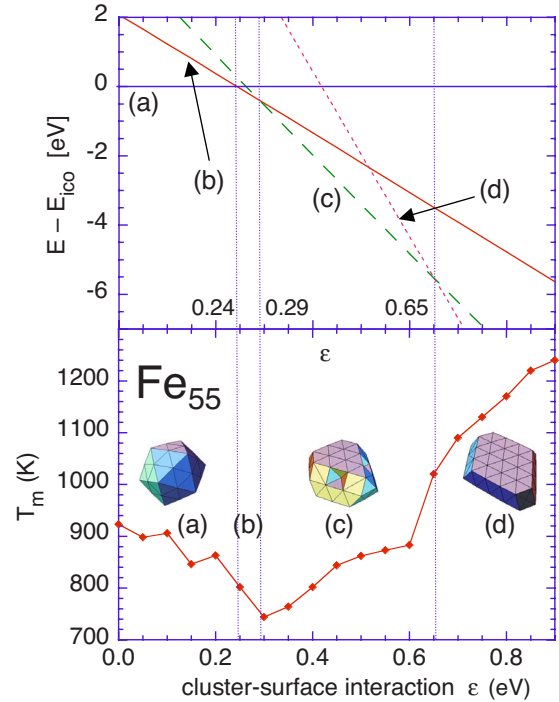 2
0
-2
-4
-6
E – E_ico [eV]
(a)
(b)
(c)
(d)
0.24
0.29
0.65
ε
Fe₅₅
1200
1100
1000
900
800
700
T_m (K)
(a)
(b)
(c)
(d)
0.0
0.2
0.4
0.6
0.8
cluster-surface interaction ε (eV)